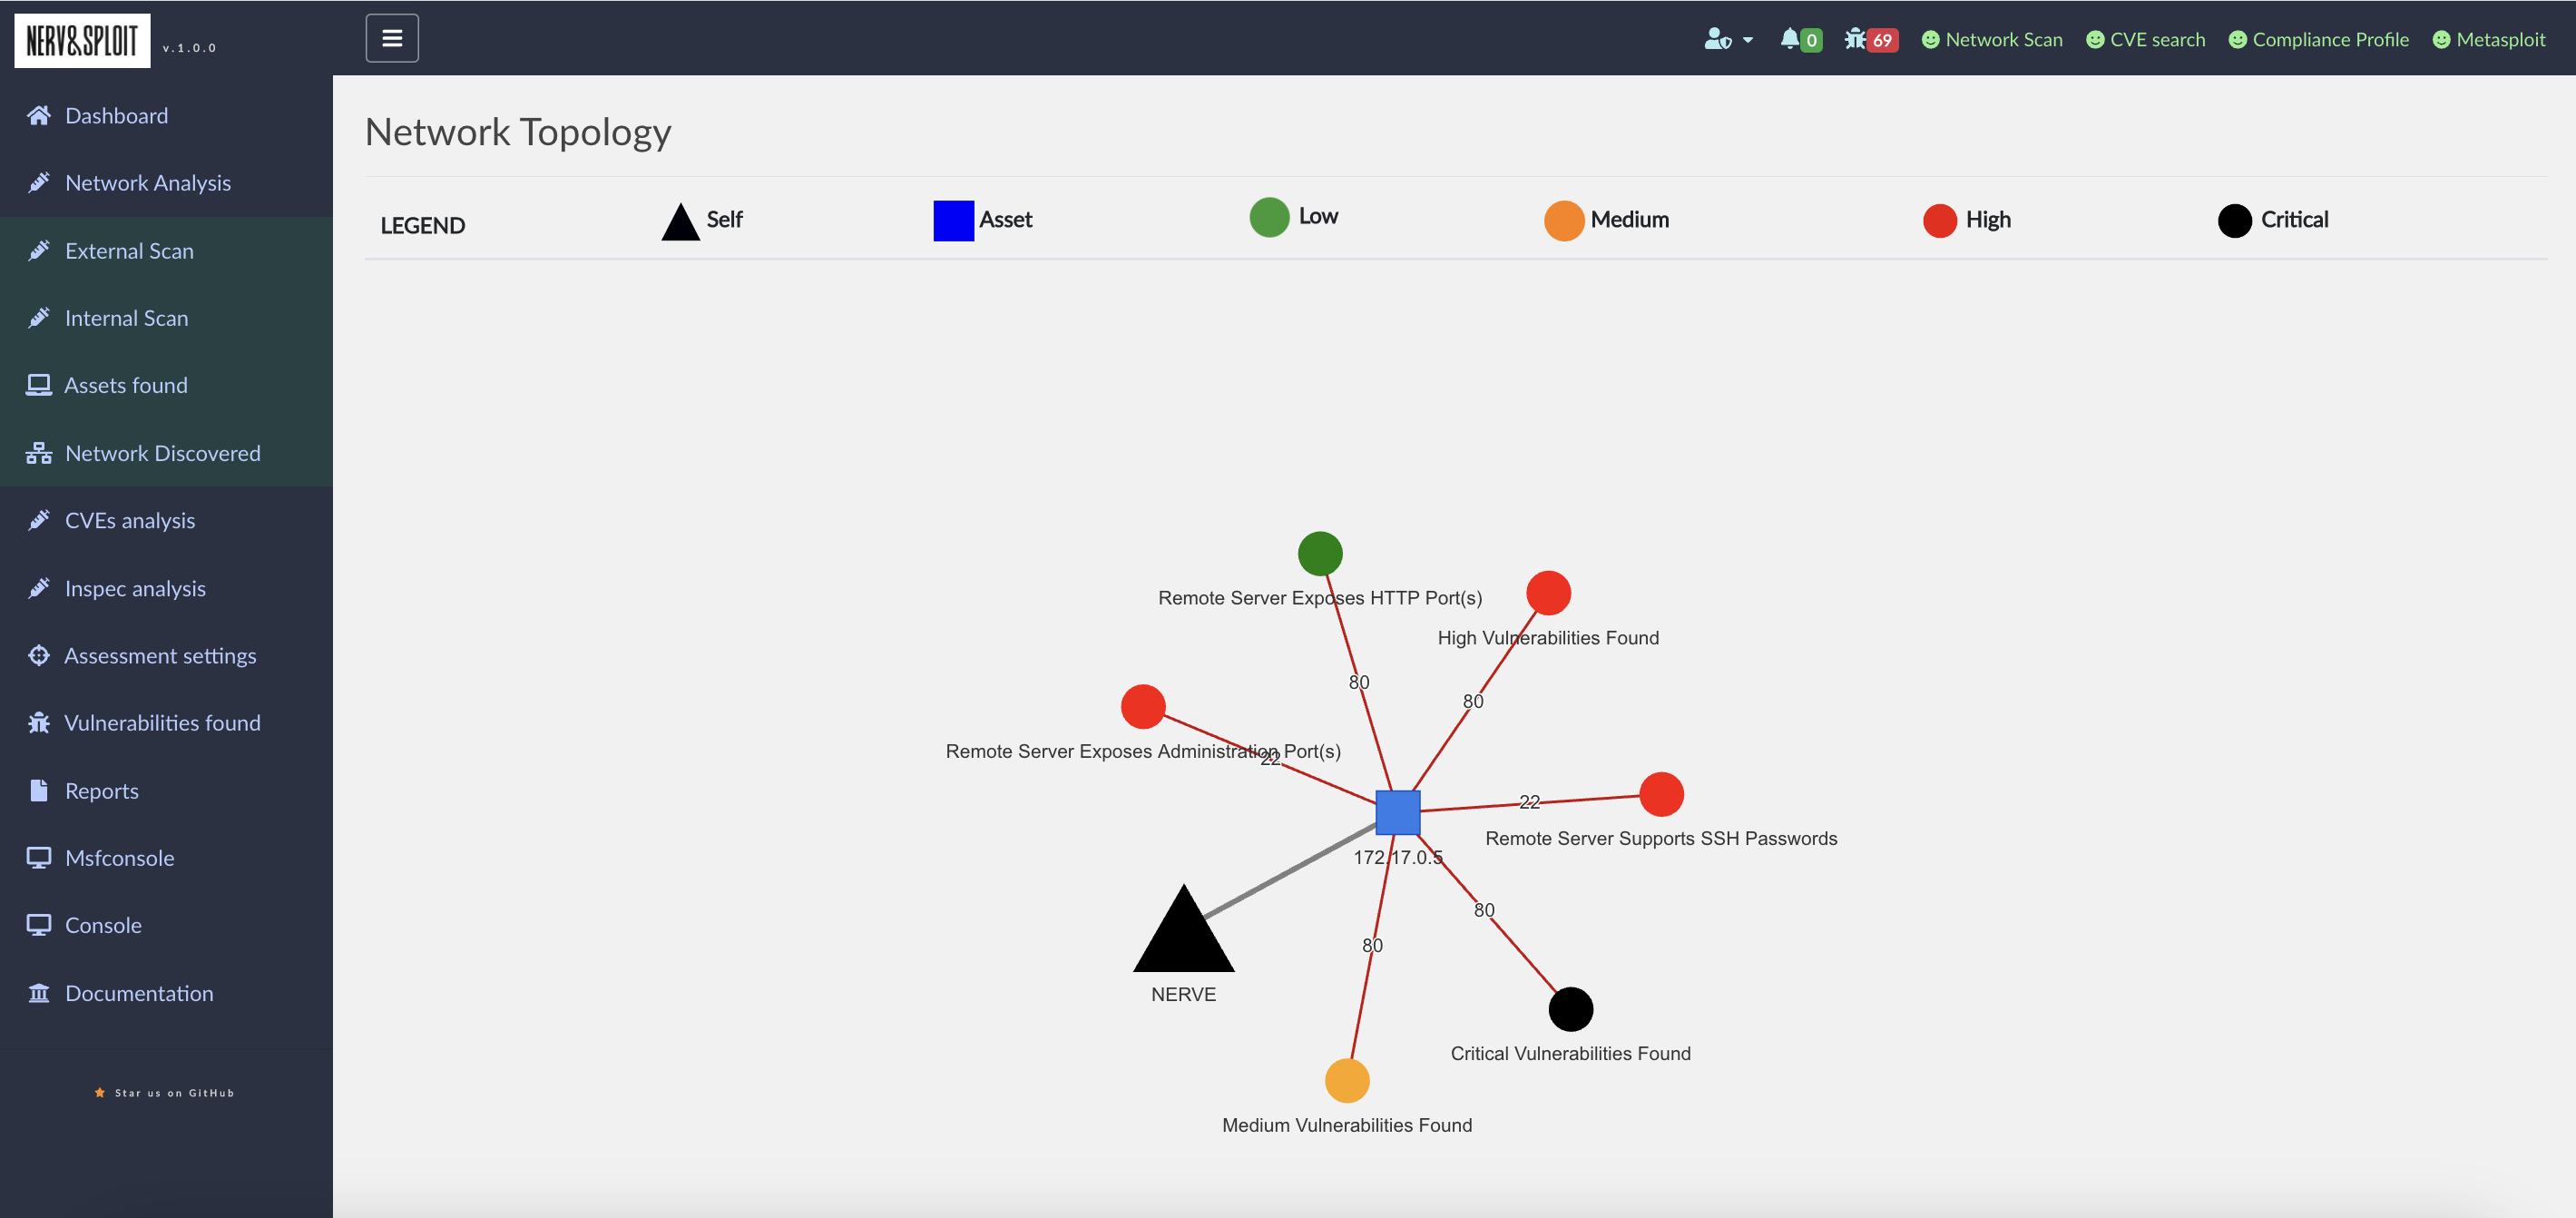 NERV&SPLOIT v.1.0.0
0 69 Network Scan CVE search Compliance Profile Metasploit
Dashboard
Network Analysis
External Scan
Internal Scan
Assets found
Network Discovered
CVEs analysis
Inspec analysis
Assessment settings
Vulnerabilities found
Reports
Msfconsole
Console
Documentation
Star us on GitHub
Network Topology
LEGEND Self Asset Low Medium High Critical
Remote Server Exposes HTTP Port(s)
High Vulnerabilities Found
80
80
Remote Server Exposes Administration Port(s)
22
22
Remote Server Supports SSH Passwords
172.17.0.5
80
80
NERVE
Critical Vulnerabilities Found
Medium Vulnerabilities Found